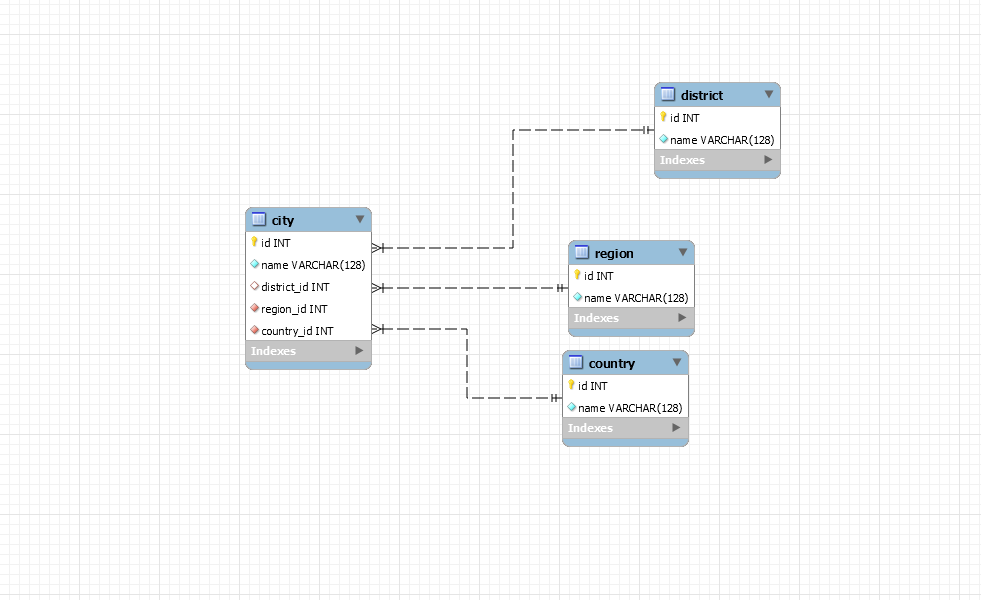 district
id INT
name VARCHAR(128)
Indexes
city
id INT
name VARCHAR(128)
district_id INT
region_id INT
country_id INT
Indexes
region
id INT
name VARCHAR(128)
Indexes
country
id INT
name VARCHAR(128)
Indexes